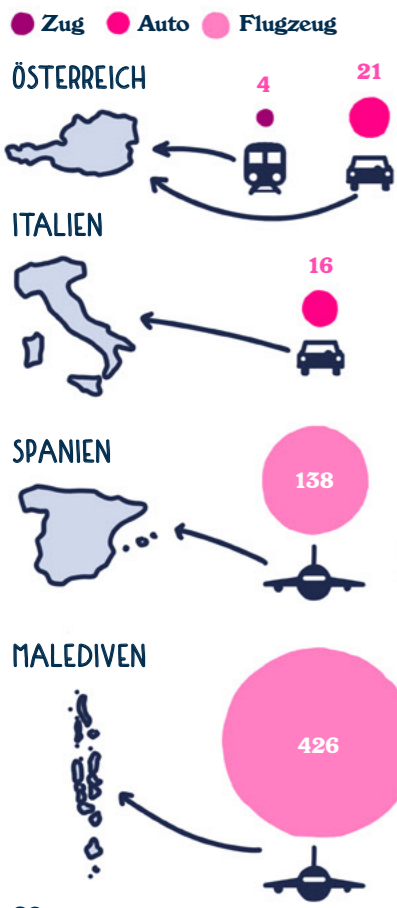 Zug Auto Flugzeug
ÖSTERREICH
4
21
ITALIEN
16
SPANIEN
138
MALEDIVEN
426